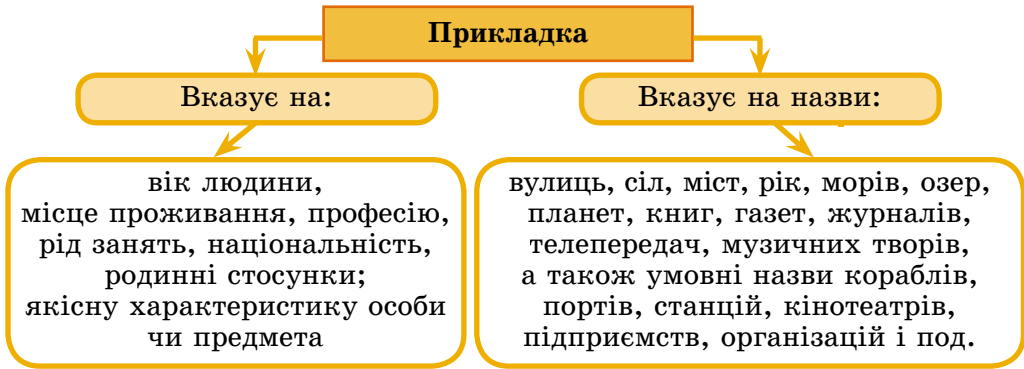 Прикладка
Вказує на:
вік людини,
місце проживання, професію,
рід занять, національність,
родинні стосунки;
якісну характеристику особи
чи предмета
Вказує на назви:
вулиць, сіл, міст, рік, морів, озер,
планет, книг, газет, журналів,
телепередач, музичних творів,
а також умовні назви кораблів,
портів, станцій, кінотеатрів,
підприємств, організацій і под.